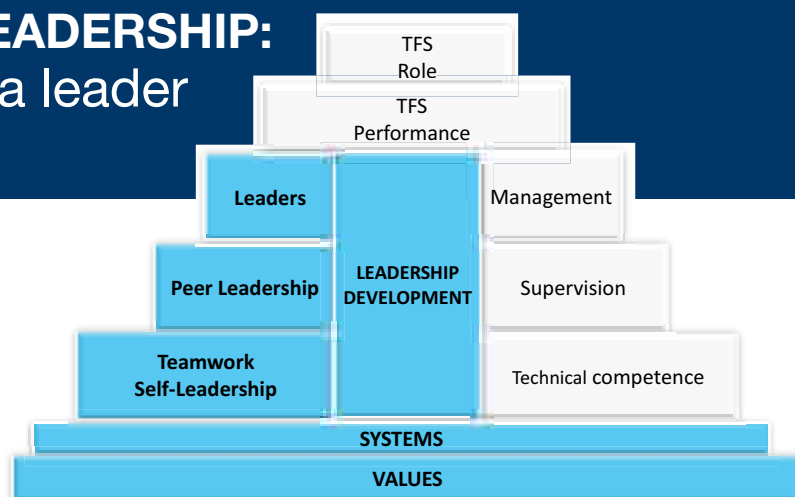 EADERSHIP:
a leader
TFS
Role
TFS
Performance
Leaders
Management
Peer Leadership
LEADERSHIP
DEVELOPMENT
Supervision
Teamwork
Self-Leadership
Technical competence
SYSTEMS
VALUES